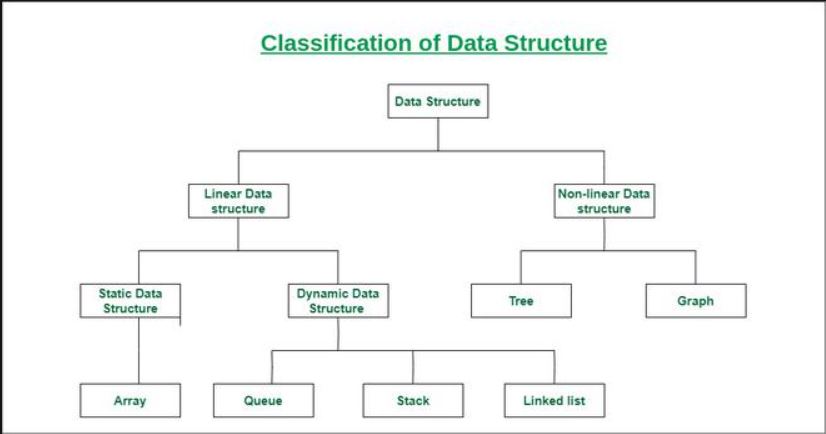 Classification of Data Structure
Data Structure
Linear Data
structure
Non-linear Data
structure
Static Data
Structure
Dynamic Data
Structure
Tree
Graph
Array
Queue
Stack
Linked list